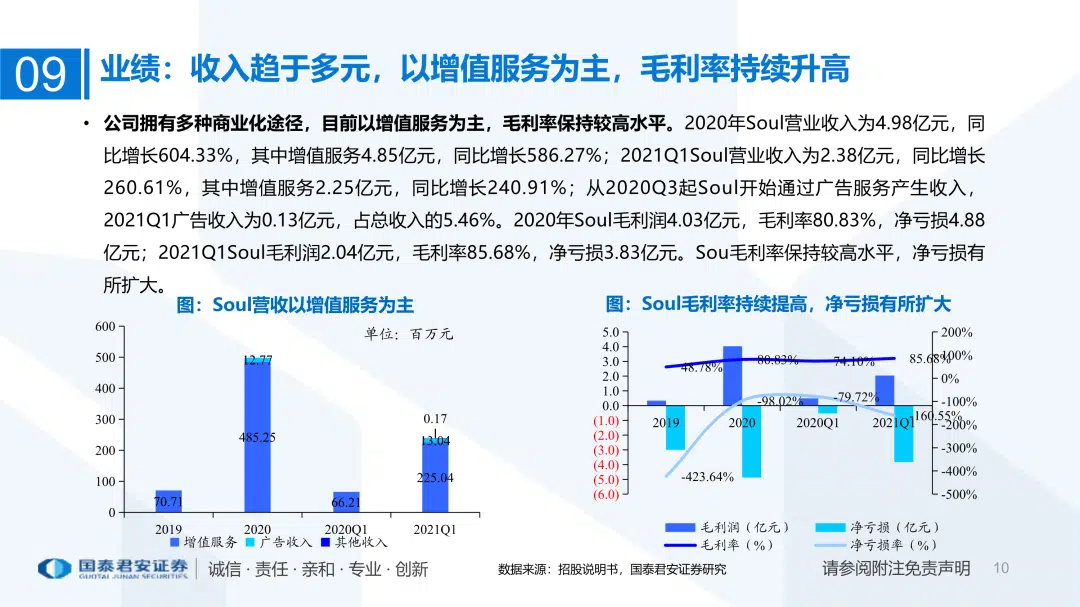 09
业绩：收入趋于多元，以增值服务为主，毛利率持续升高
• 公司拥有多种商业化途径，目前以增值服务为主，毛利率保持较高水平。2020年Soul营业收入为4.98亿元，同
比增长604.33%，其中增值服务4.85亿元，同比增长586.27%；2021Q1Soul营业收入为2.38亿元，同比增长
260.61%，其中增值服务2.25亿元，同比增长240.91%；从2020Q3起Soul开始通过广告服务产生收入，
2021Q1广告收入为0.13亿元，占总收入的5.46%。2020年Soul毛利润4.03亿元，毛利率80.83%，净亏损4.88
亿元；2021Q1Soul毛利润2.04亿元，毛利率85.68%，净亏损3.83亿元。Sou毛利率保持较高水平，净亏损有
所扩大。
图：Soul营收以增值服务为主
单位：百万元
600
500
400
300
200
100
0
70.71
12.77
485.25
66.21
0.17
13.04
225.04
2019
2020
2020Q1
2021Q1
增值服务
广告收入
其他收入
图：Soul毛利率持续提高，净亏损有所扩大
5.0
4.0
3.0
2.0
1.0
0.0
(1.0)
(2.0)
(3.0)
(4.0)
(5.0)
(6.0)
200%
100%
0%
-100%
-200%
-300%
-400%
-500%
48.78%
80.83%
74.10%
85.68%
-423.64%
-98.02%
-79.72%
-160.55%
2019
2020
2020Q1
2021Q1
毛利润（亿元）
净亏损（亿元）
毛利率（%）
净亏损率（%）
国泰君安证券
GUOTAI JUNAN SECURITIES
诚信 · 责任 · 亲和 · 专业 · 创新
数据来源：招股说明书，国泰君安证券研究
请参阅附注免责声明
10